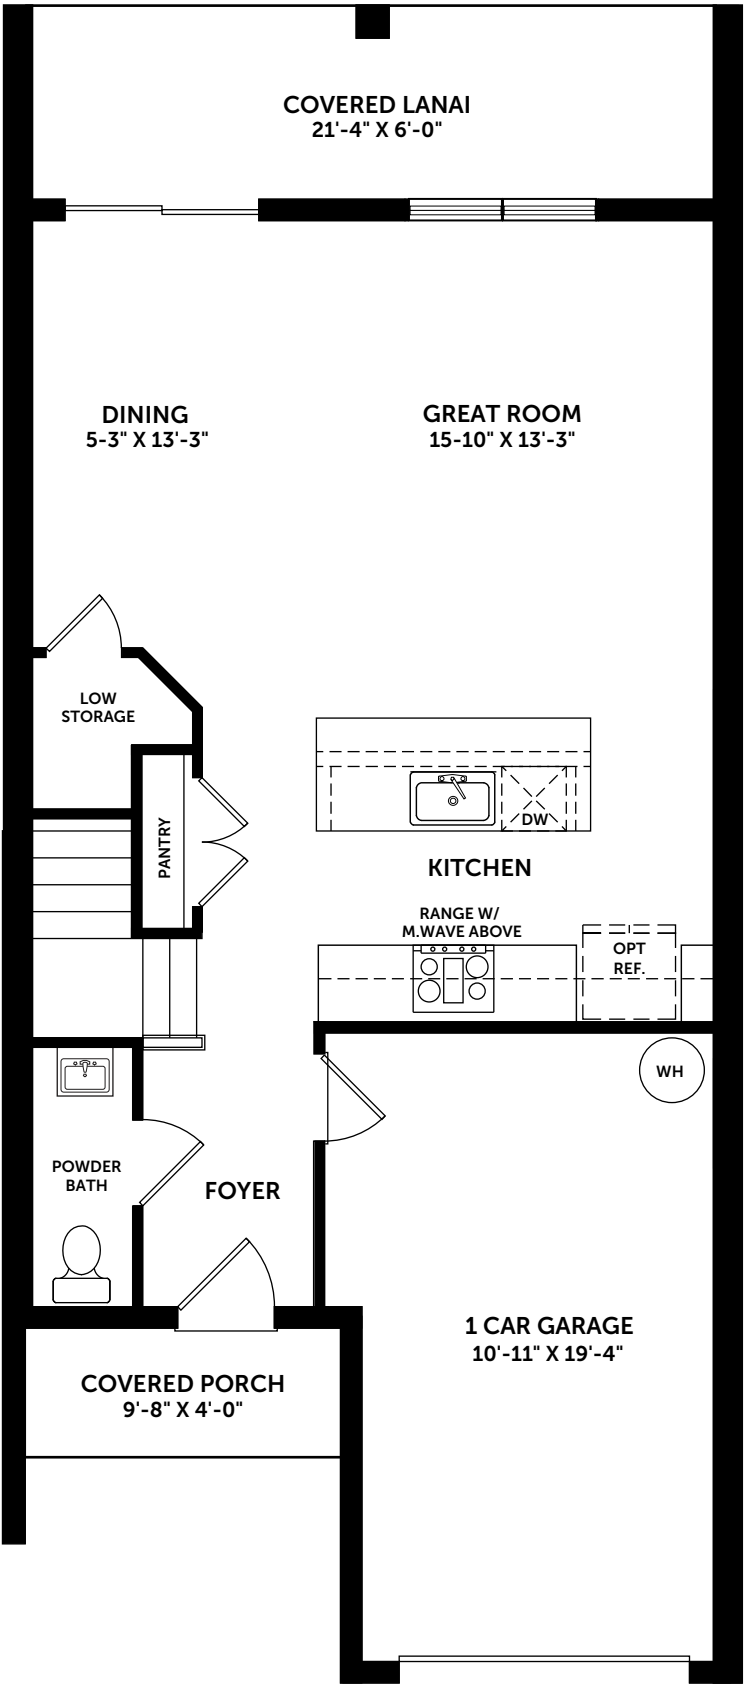 COVERED LANAI
21'-4" X 6'-0"
DINING
5-3" X 13'-3"
GREAT ROOM
15-10" X 13'-3"
LOW
STORAGE
PANTRY
DW
KITCHEN
RANGE W/
M.WAVE ABOVE
OPT
REF.
WH
POWDER
BATH
FOYER
1 CAR GARAGE
10'-11" X 19'-4"
COVERED PORCH
9'-8" X 4'-0"